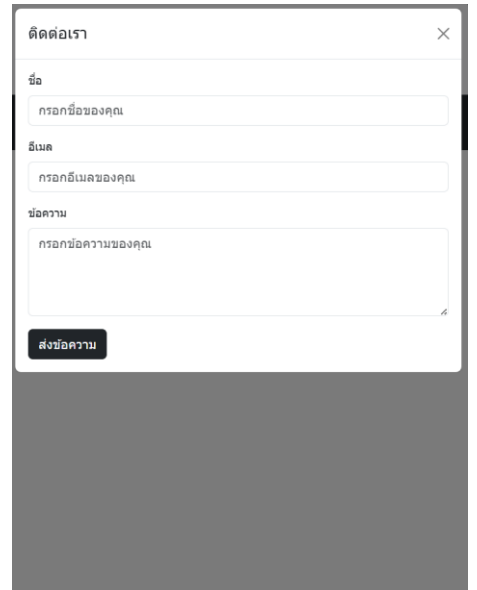 ติดต่อเรา
ชื่อ
กรอกชื่อของคุณ
อีเมล
กรอกอีเมลของคุณ
ข้อความ
กรอกข้อความของคุณ
ส่งข้อความ